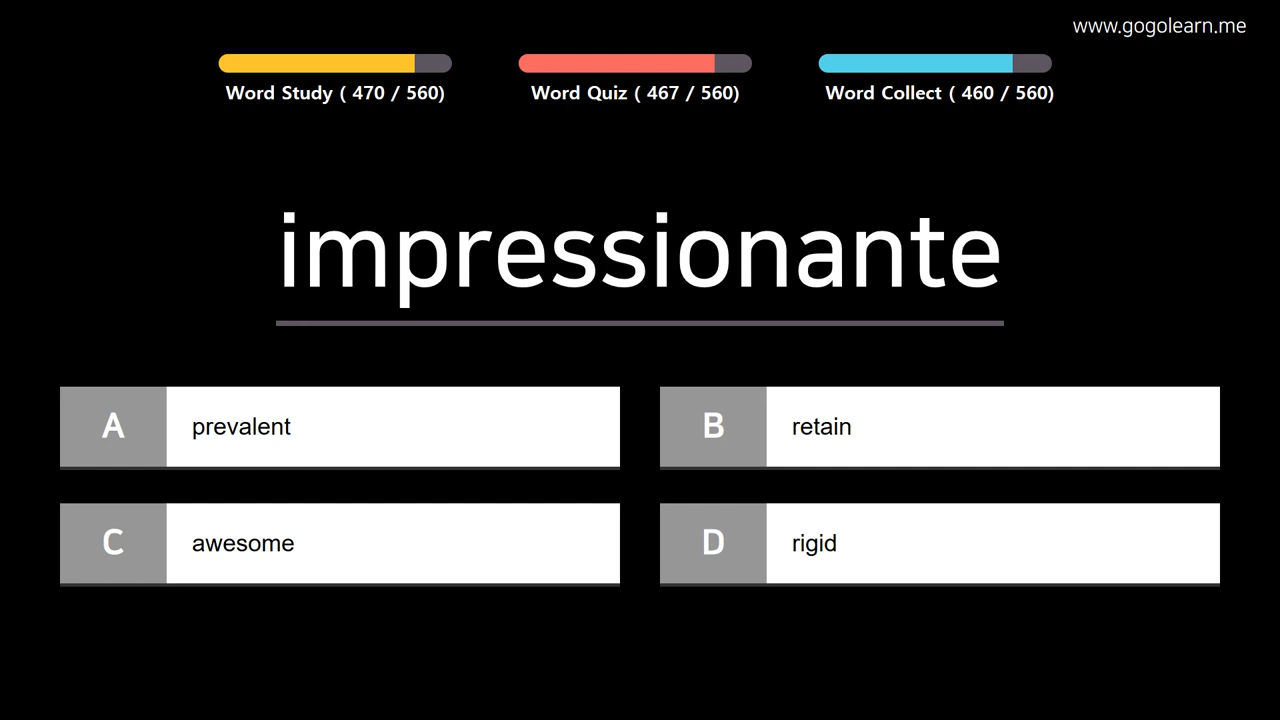 www.gogolearn.me
Word Study ( 470 / 560)
Word Quiz ( 467 / 560)
Word Collect ( 460 / 560)
impressionante
A prevalent
B retain
C awesome
D rigid